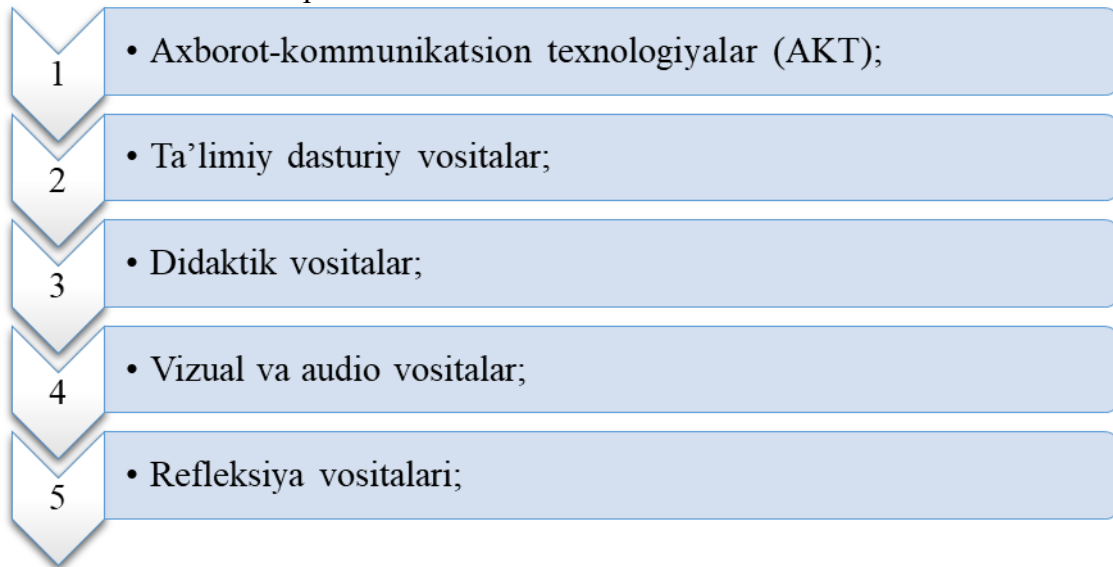 1
• Axborot-kommunikatsion texnologiyalar (AKT);
2
• Ta’limiy dasturiy vositalar;
3
• Didaktik vositalar;
4
• Vizual va audio vositalar;
5
• Refleksiya vositalari;